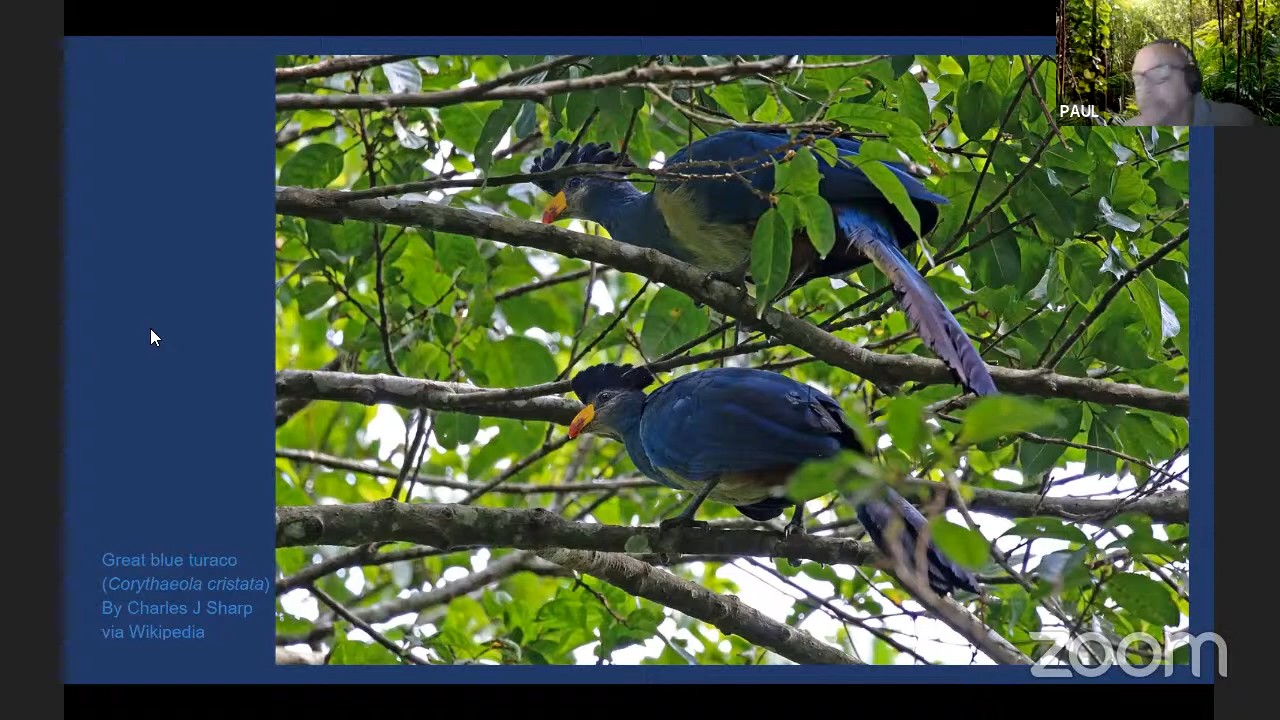 PAUL
Great blue turaco
(Corythaeola cristata)
By Charles J Sharp
via Wikipedia
zoom